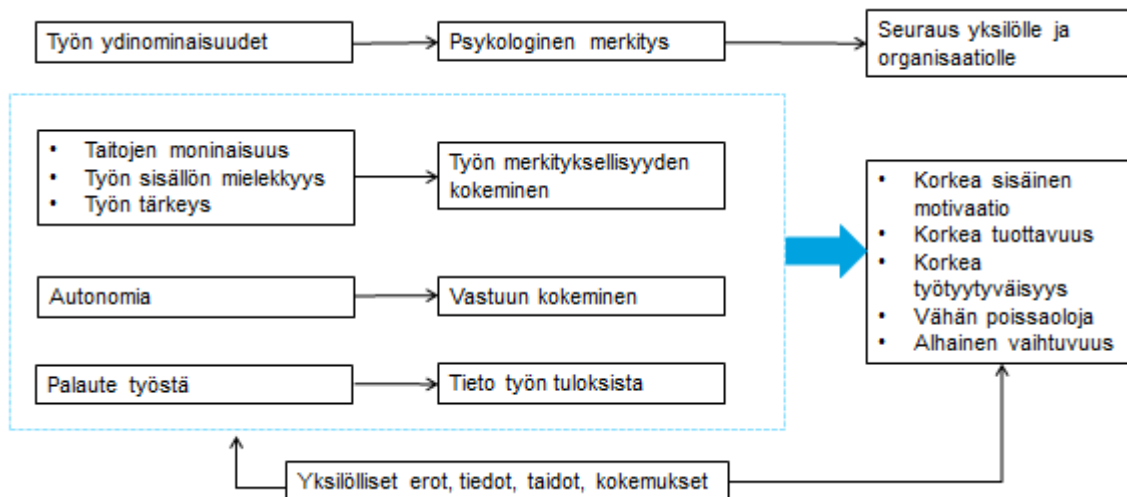 Työn ydinominaisuudet
Psykologinen merkitys
Seuraus yksilölle ja
organisaatiolle
• Taitojen moninaisuus
• Työn sisällön mielekkyys
• Työn tärkeys
Työn merkityksellisyyden
kokeminen
• Korkea sisäinen
motivaatio
• Korkea tuottavuus
• Korkea
työtyytyväisyys
• Vähän poissaoloja
• Alhainen vaihtuvuus
Autonomia
Vastuun kokeminen
Palaute työstä
Tieto työn tuloksista
Yksilölliset erot, tiedot, taidot, kokemukset